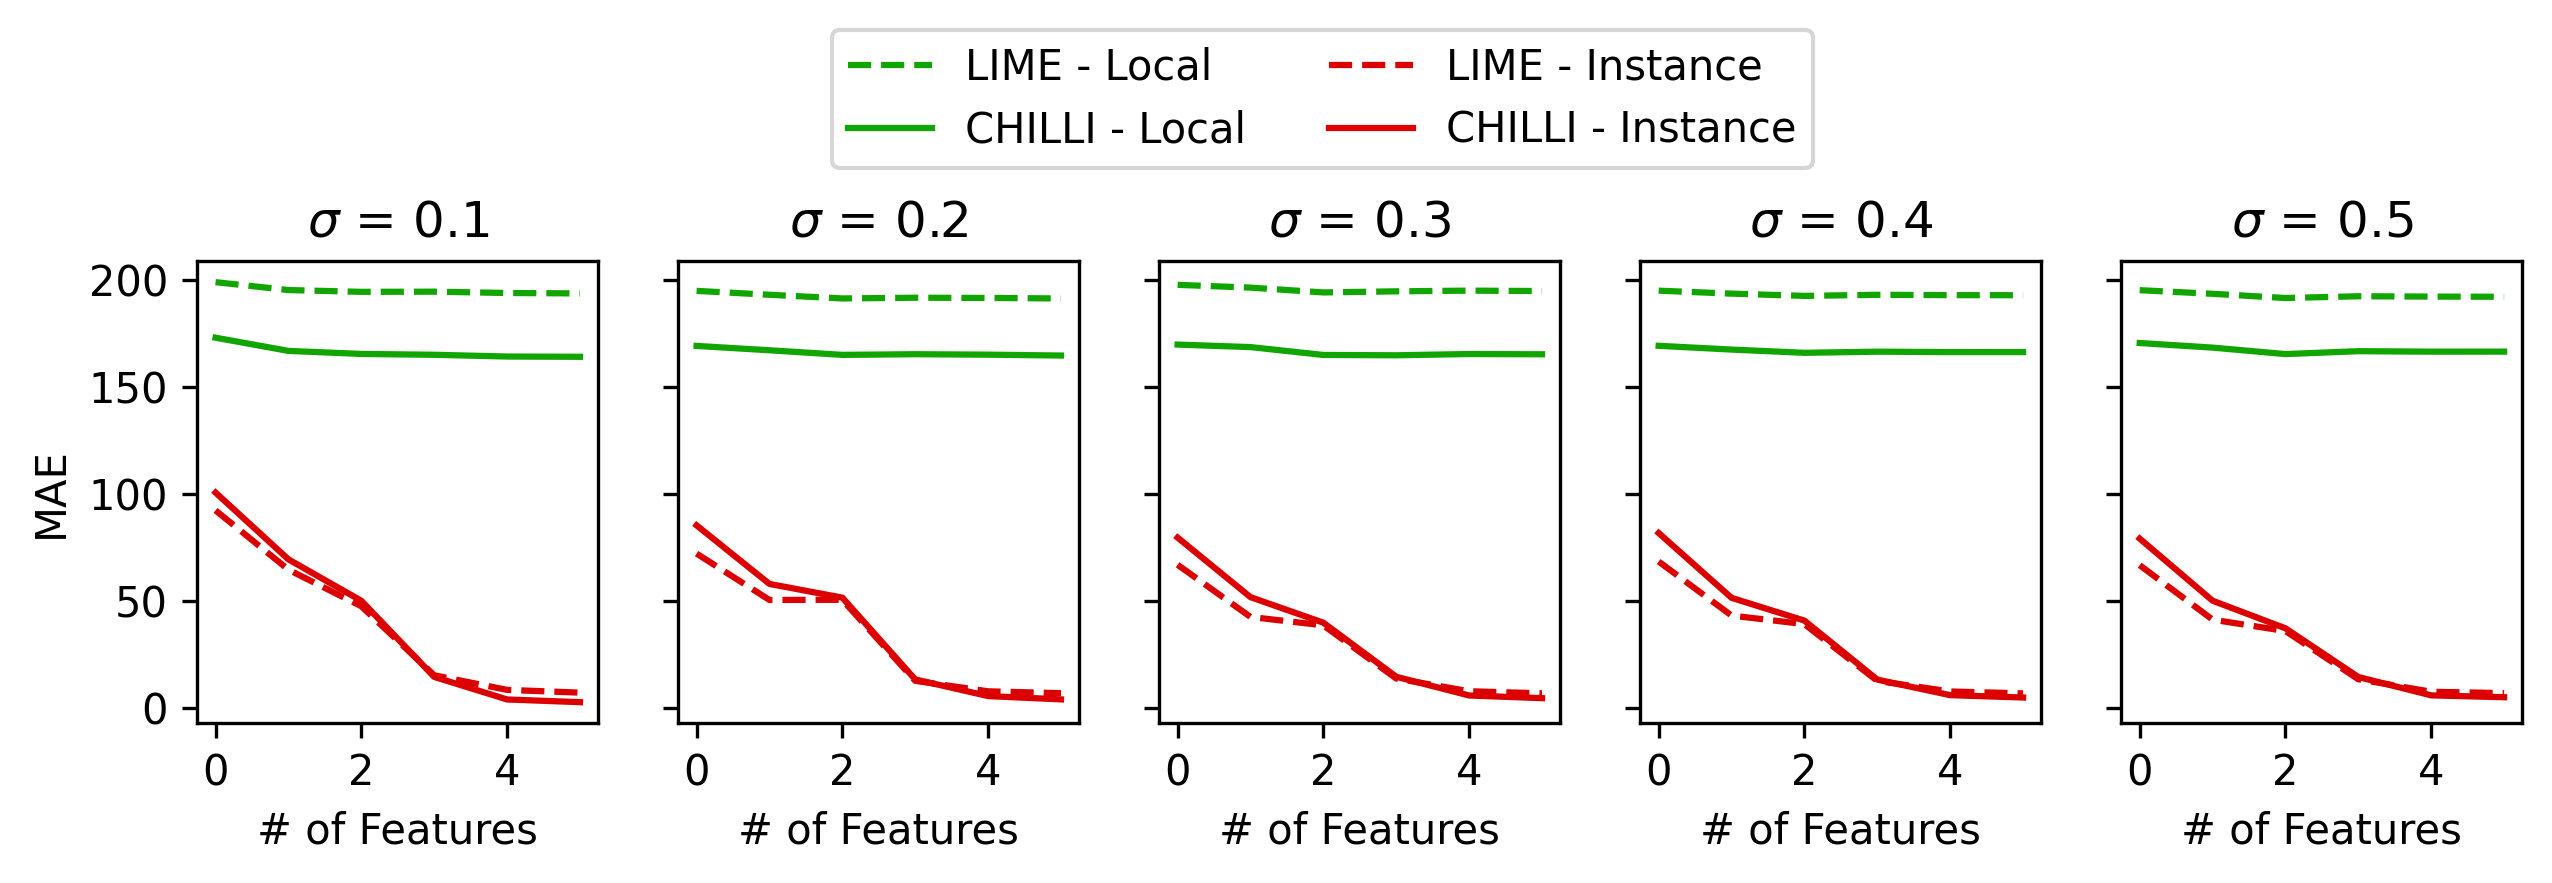 LIME - Local LIME - Instance
CHILLI - Local CHILLI - Instance
σ = 0.1 σ = 0.2 σ = 0.3 σ = 0.4 σ = 0.5
200
150
100
50
0
MAE
0 2 4 0 2 4 0 2 4 0 2 4 0 2 4
# of Features # of Features # of Features # of Features # of Features